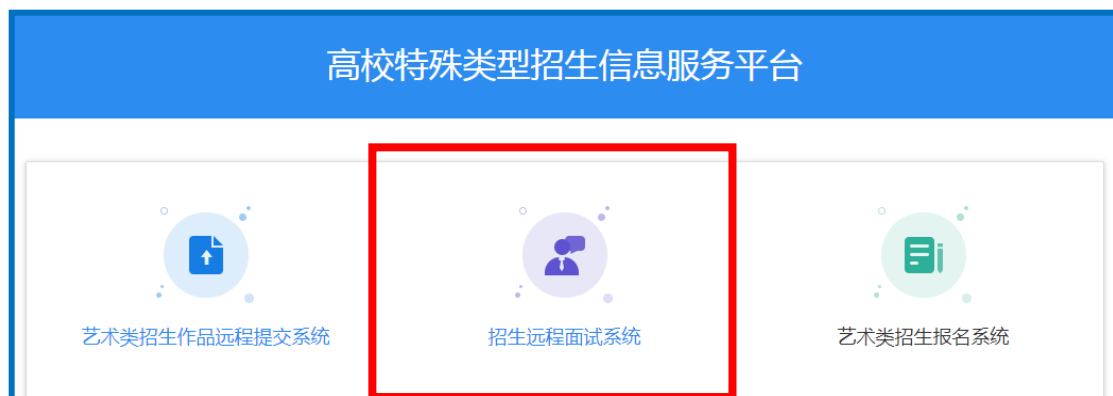 高校特殊类型招生信息服务平台
艺术类招生作品远程提交系统
招生远程面试系统
艺术类招生报名系统